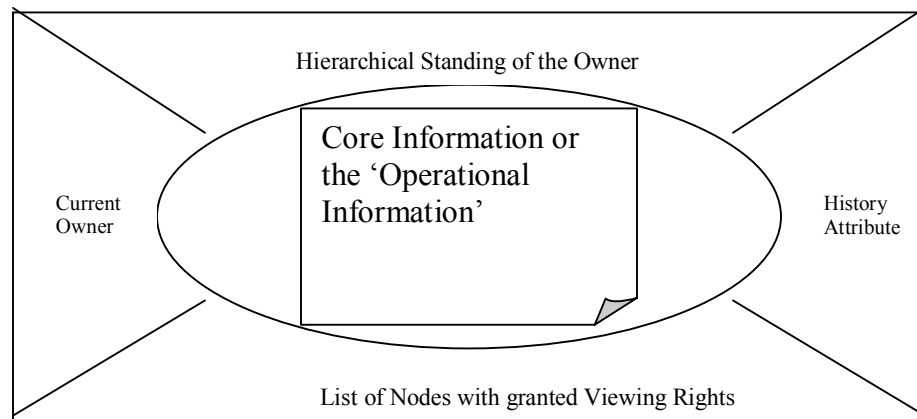 Hierarchical Standing of the Owner
Core Information or
the ‘Operational
Information’
Current
Owner
History
Attribute
List of Nodes with granted Viewing Rights